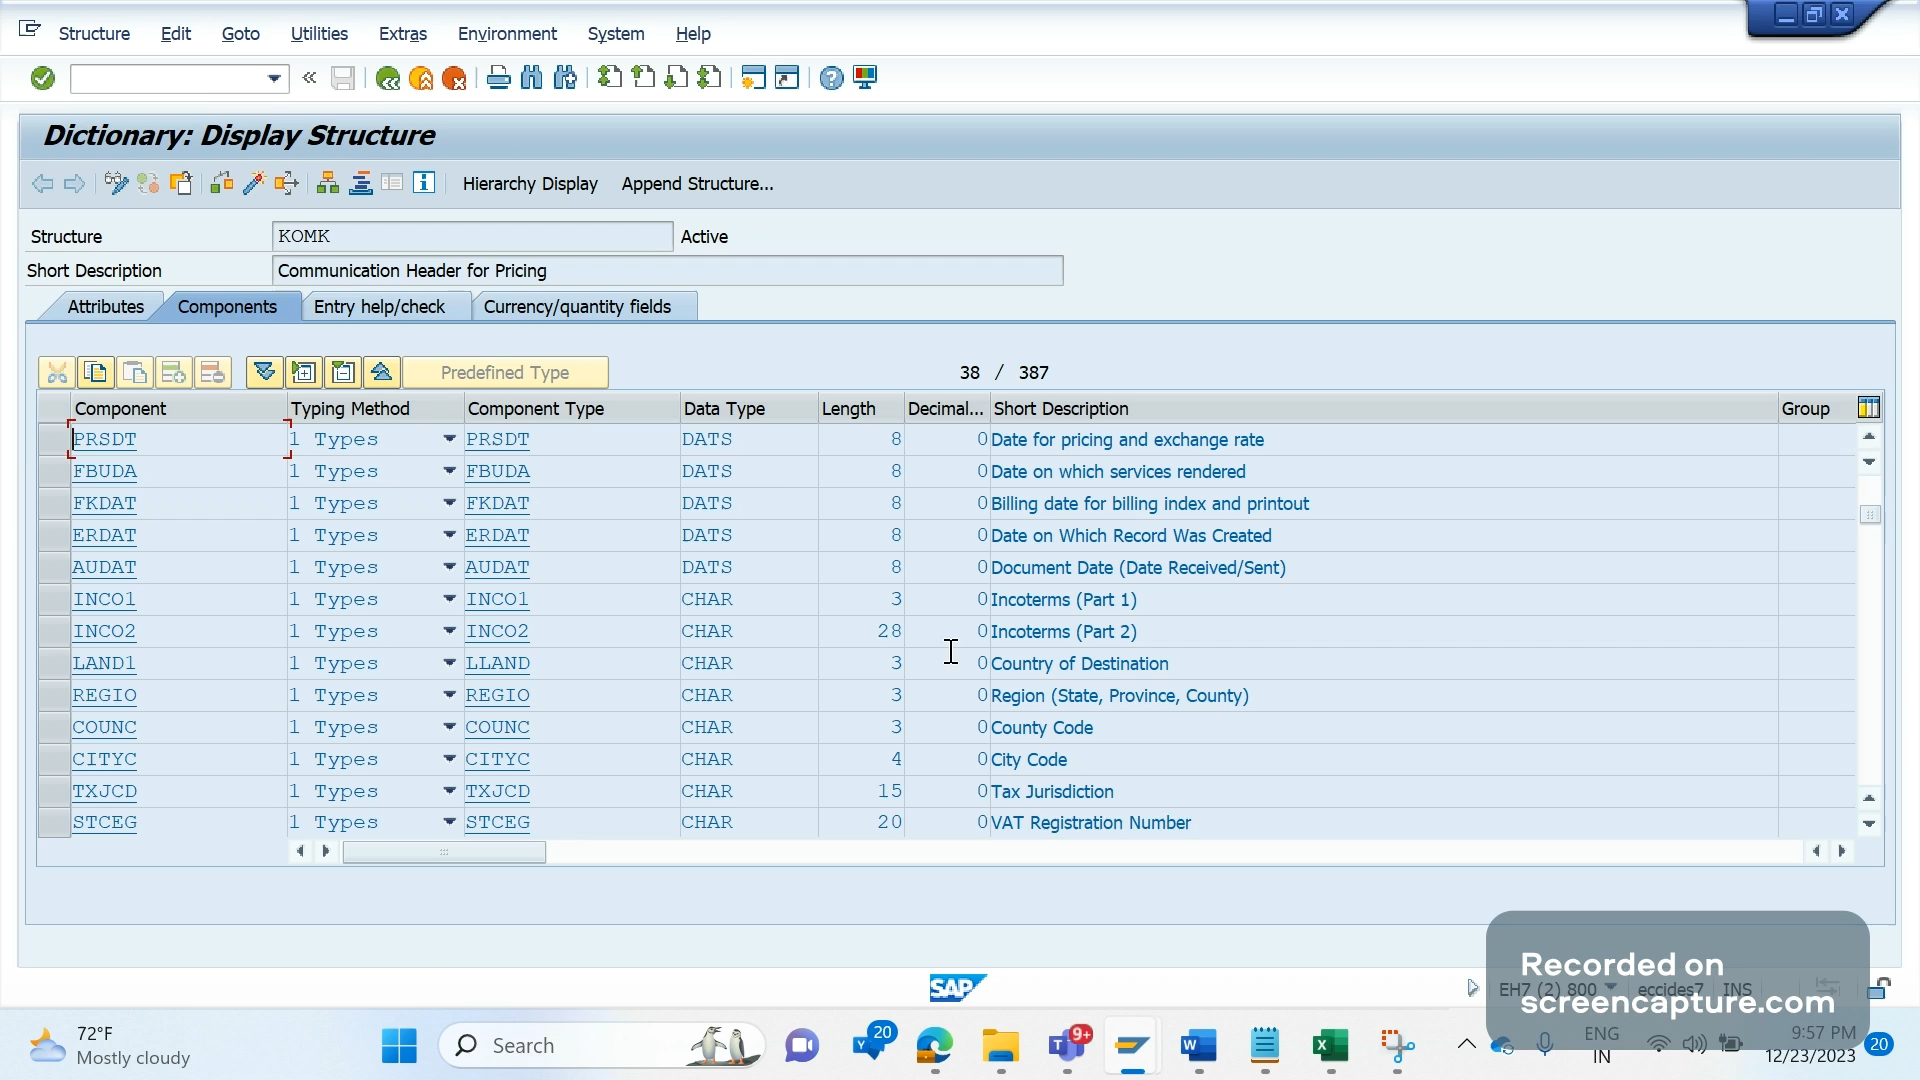 Structure Edit Goto Utilities Extras Environment System Help
Dictionary: Display Structure
Hierarchy Display Append Structure...
Structure KOMK Active
Short Description Communication Header for Pricing
Attributes Components Entry help/check Currency/quantity fields
Predefined Type 38 / 387
Component Typing Method Component Type Data Type Length Decimal... Short Description Group
PRSDT 1 Types PRSDT DATS 8 0 Date for pricing and exchange rate
FBUDA 1 Types FBUDA DATS 8 0 Date on which services rendered
FKDAT 1 Types FKDAT DATS 8 0 Billing date for billing index and printout
ERDAT 1 Types ERDAT DATS 8 0 Date on Which Record Was Created
AUDAT 1 Types AUDAT DATS 8 0 Document Date (Date Received/Sent)
INCO1 1 Types INCO1 CHAR 3 0 Incoterms (Part 1)
INCO2 1 Types INCO2 CHAR 28 0 Incoterms (Part 2)
LAND1 1 Types LLAND CHAR 3 0 Country of Destination
REGIO 1 Types REGIO CHAR 3 0 Region (State, Province, County)
COUNC 1 Types COUNC CHAR 3 0 County Code
CITYC 1 Types CITYC CHAR 4 0 City Code
TXJCD 1 Types TXJCD CHAR 15 0 Tax Jurisdiction
STCEG 1 Types STCEG CHAR 20 0 VAT Registration Number
SAP EH7 (2) 800 eccides7 INS
Recorded on
screencapture.com
72°F
Mostly cloudy
Search
20
9+
ENG
IN
9:57 PM
12/23/2023
20